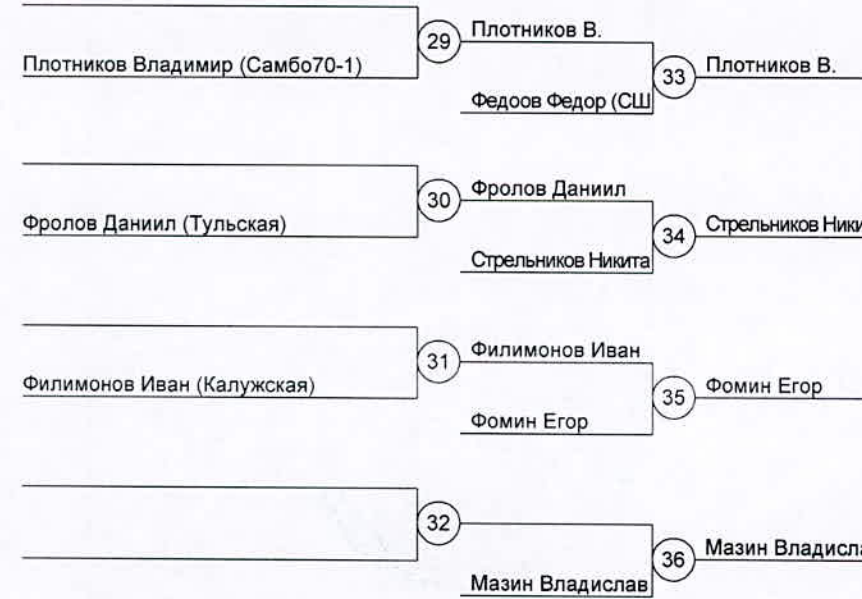 29
Плотников В.
Плотников Владимир (Самбо70-1)
33
Плотников В.
Федоов Федор (СШ
30
Фролов Даниил
Фролов Даниил (Тульская)
34
Стрельников Ники
Стрельников Никита
31
Филимонов Иван
Филимонов Иван (Калужская)
35
Фомин Егор
Фомин Егор
32
36
Мазин Владисла
Мазин Владислав